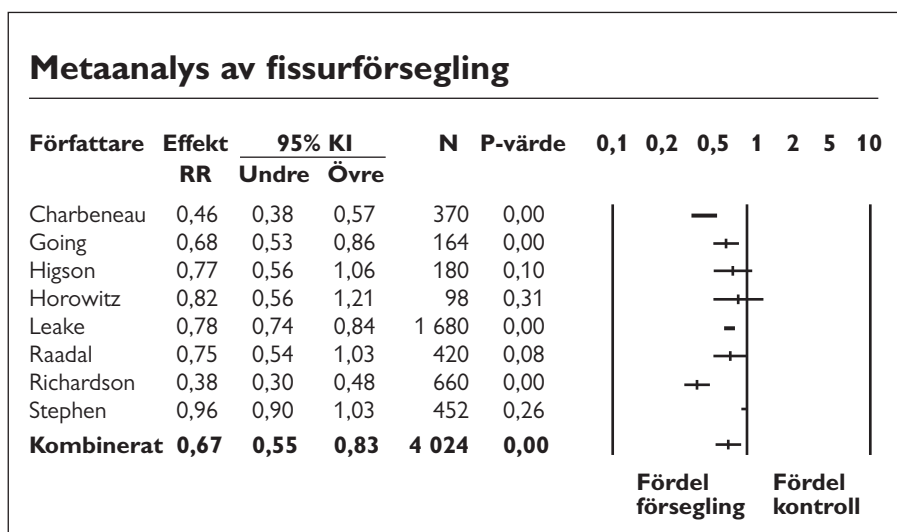 Metaanalys av fissurförsegling
Författare Effekt 95% KI N P-värde 0,1 0,2 0,5 1 2 5 10
RR Undre Övre
Charbeneau 0,46 0,38 0,57 370 0,00
Going 0,68 0,53 0,86 164 0,00
Higson 0,77 0,56 1,06 180 0,10
Horowitz 0,82 0,56 1,21 98 0,31
Leake 0,78 0,74 0,84 1 680 0,00
Raadal 0,75 0,54 1,03 420 0,08
Richardson 0,38 0,30 0,48 660 0,00
Stephen 0,96 0,90 1,03 452 0,26
Kombinerat 0,67 0,55 0,83 4 024 0,00
Fördel Fördel
försegling kontroll